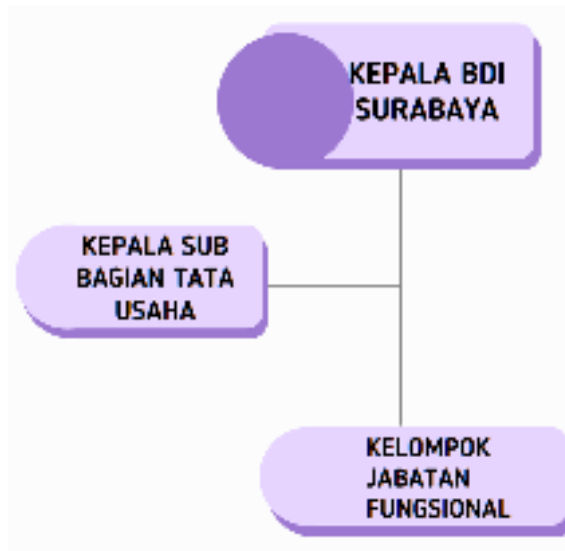 KEPALA BDI
SURABAYA
KEPALA SUB
BAGIAN TATA
USAHA
KELOMPOK
JABATAN
FUNGSIONAL